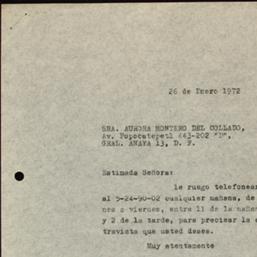 26 de Enero 1972
SRA. AURORA MONTERO DEL COLLADO,
Av. Popocatepetl 443-202 "D",
GRAL. ANAYA 13, D. F.
Estimada Señora:
Le ruego telefonear
al 5-24-90-02 cualquier mañana, de
nes a viernes, entre 11 de la maña
y 2 de la tarde, para precisar la e
trevista que usted desea.
Muy atentamente